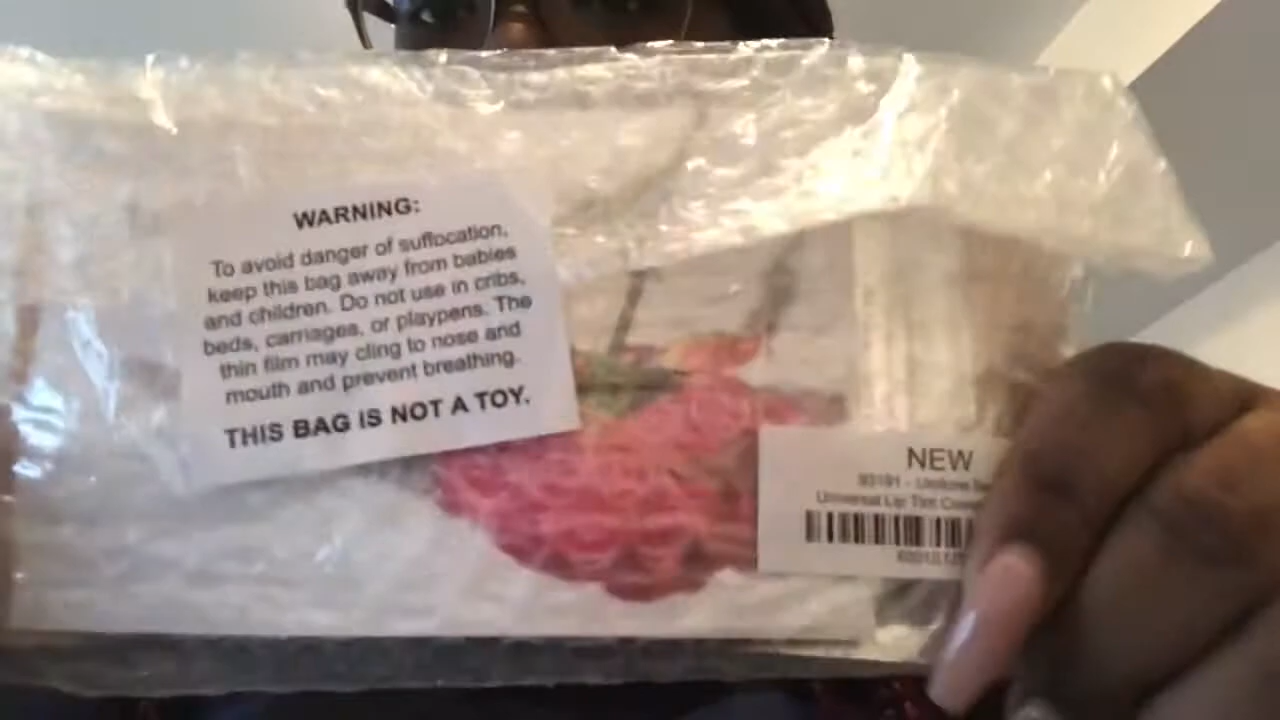 WARNING:
To avoid danger of suffocation,
keep this bag away from babies
and children. Do not use in cribs,
beds, carriages, or playpens. The
thin film may cling to nose and
mouth and prevent breathing.
THIS BAG IS NOT A TOY.
NEW
Universal Lip Tint